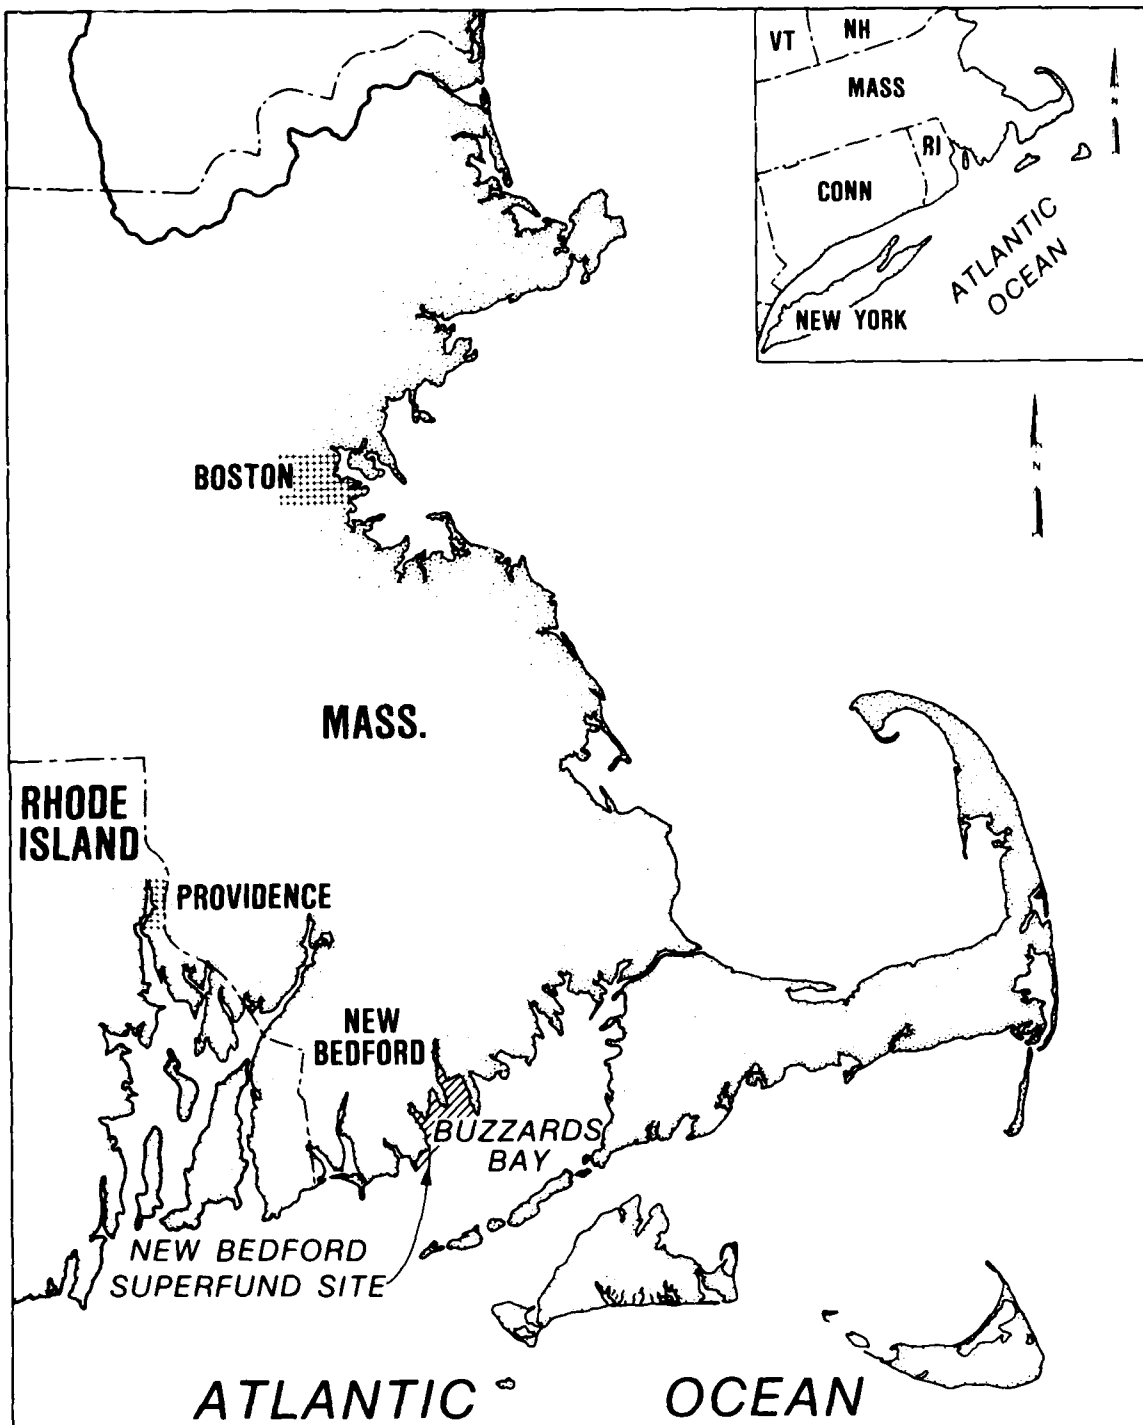 VT
NH
MASS
RI
CONN
ATLANTIC
OCEAN
NEW YORK
N
N
BOSTON
MASS.
RHODE
ISLAND
PROVIDENCE
NEW
BEDFORD
BUZZARDS
BAY
NEW BEDFORD
SUPERFUND SITE
ATLANTIC OCEAN